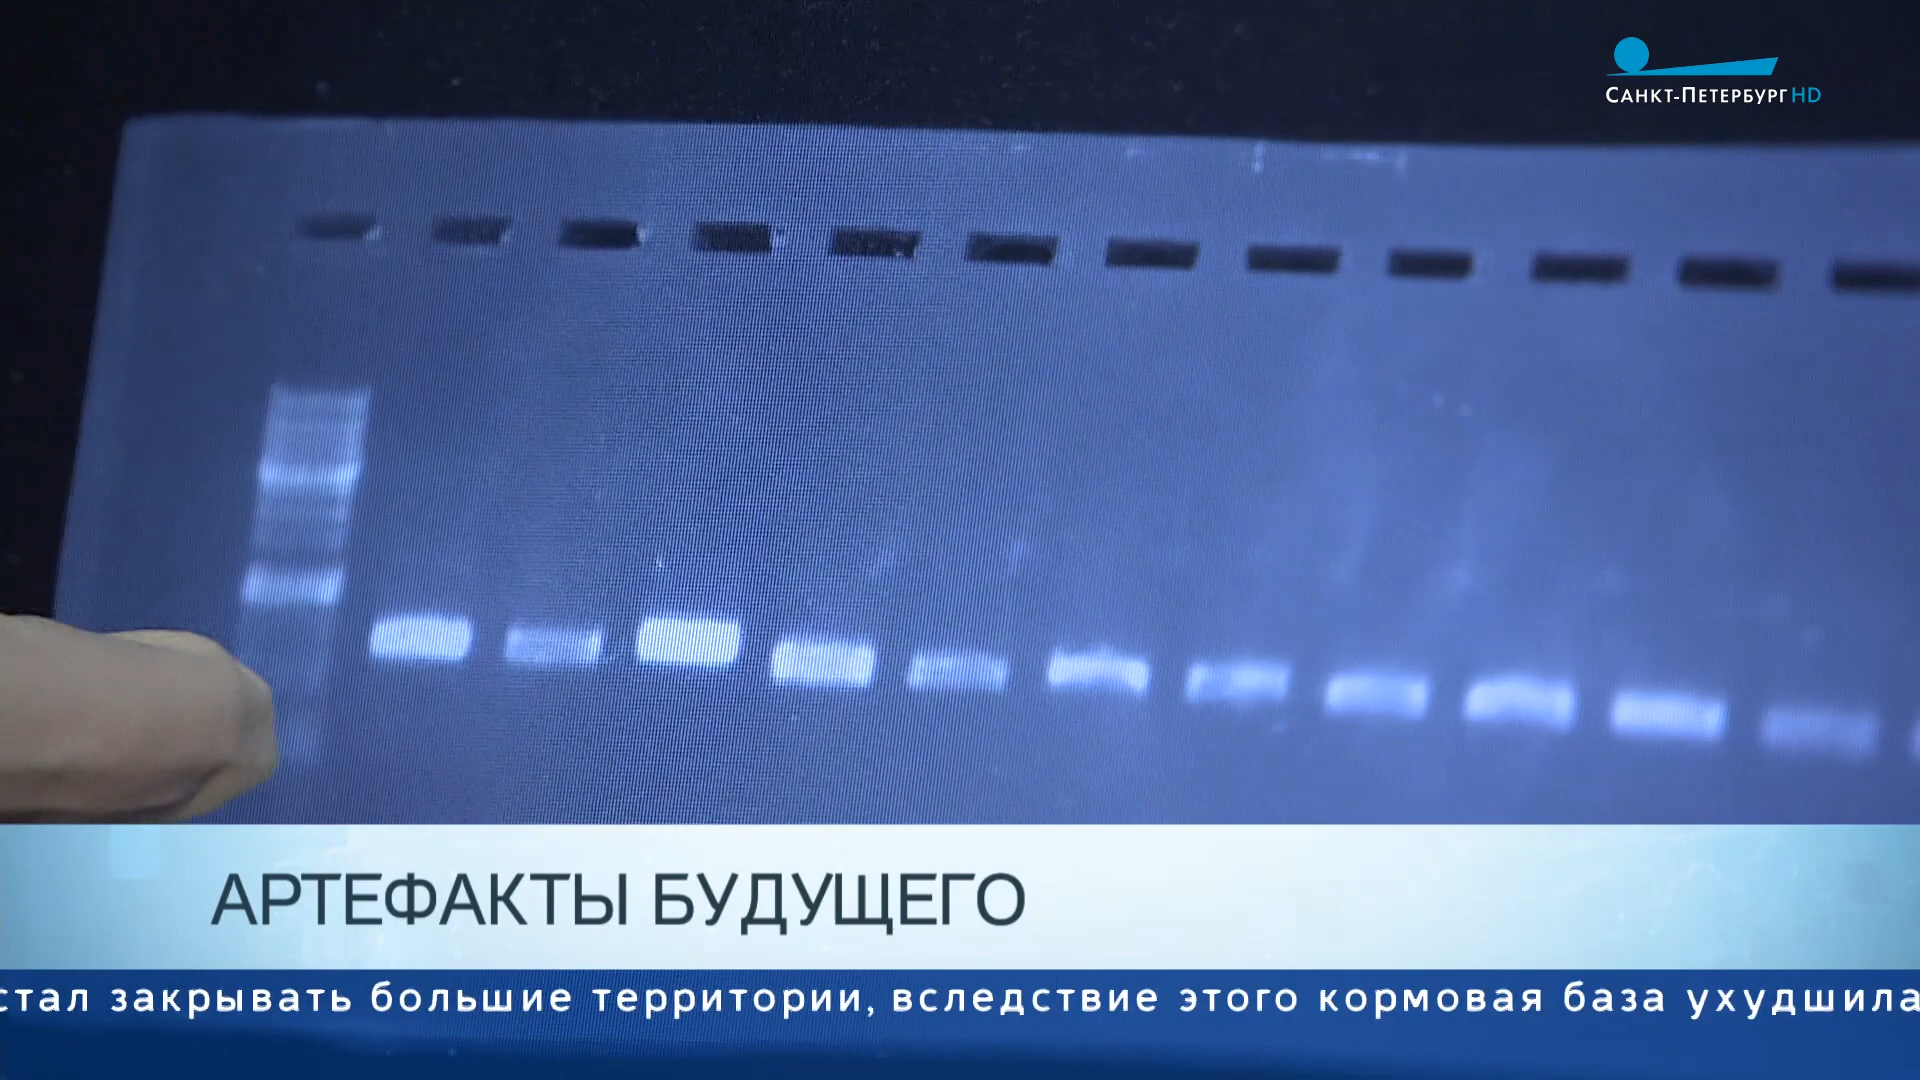 САНКТ-ПЕТЕРБУРГ HD
АРТЕФАКТЫ БУДУЩЕГО
стал закрывать большие территории, вследствие этого кормовая база ухудшила